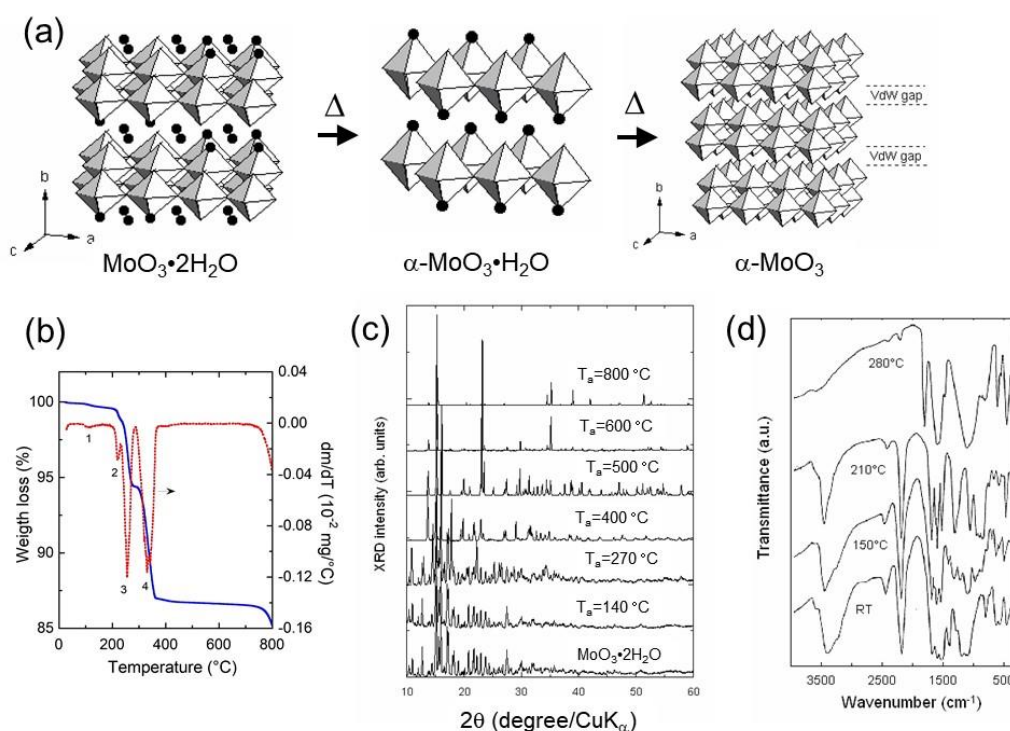 (a)
Δ
Δ
VdW gap
VdW gap
b
a
c
b
a
c
MoO₃•2H₂O
α-MoO₃•H₂O
α-MoO₃
(b)
100
95
90
85
Weigth loss (%)
0
200
400
600
800
Temperature (°C)
0.04
0.00
-0.04
-0.08
-0.12
-0.16
dm/dT (10⁻² mg/°C)
1
2
3
4
(c)
XRD intensity (arb. units)
Tₐ=800 °C
Tₐ=600 °C
Tₐ=500 °C
Tₐ=400 °C
Tₐ=270 °C
Tₐ=140 °C
MoO₃•2H₂O
10
20
30
40
50
60
2θ (degree/CuKα)
(d)
Transmittance (a.u.)
280°C
210°C
150°C
RT
3500
2500
1500
500
Wavenumber (cm⁻¹)